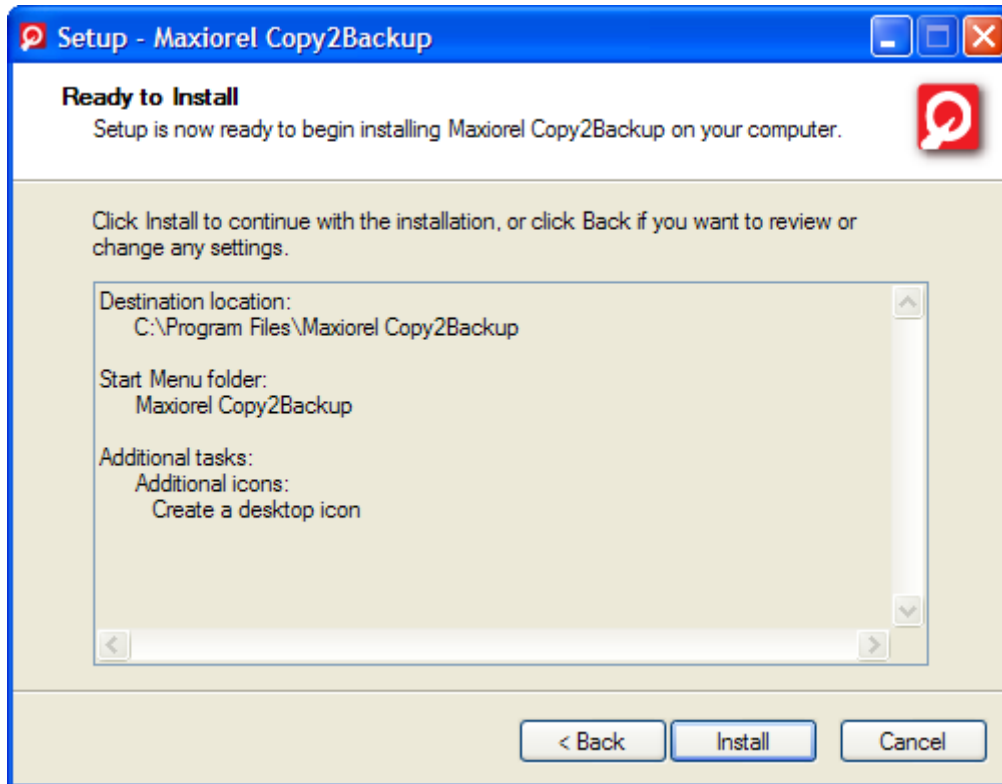 Setup - Maxiorel Copy2Backup
Ready to Install
Setup is now ready to begin installing Maxiorel Copy2Backup on your computer.
Click Install to continue with the installation, or click Back if you want to review or
change any settings.
Destination location:
C:\Program Files\Maxiorel Copy2Backup
Start Menu folder:
Maxiorel Copy2Backup
Additional tasks:
Additional icons:
Create a desktop icon
< Back
Install
Cancel